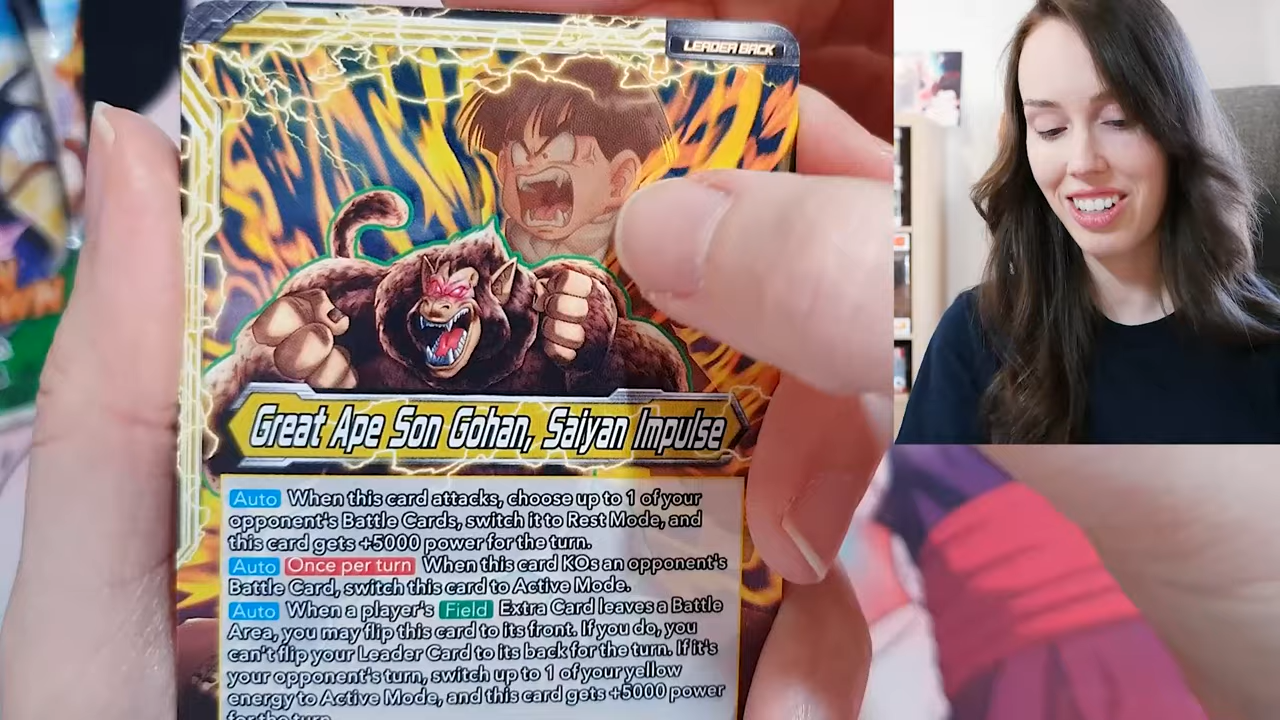 LEADER BACK
Great Ape Son Gohan, Saiyan Impulse
Auto When this card attacks, choose up to 1 of your
opponent's Battle Cards, switch it to Rest Mode, and
this card gets +5000 power for the turn.
Auto Once per turn When this card KOs an opponent's
Battle Card, switch this card to Active Mode.
Auto When a player's Field Extra Card leaves a Battle
Area, you may flip this card to its front. If you do, you
can't flip your Leader Card to its back for the turn. If it's
your opponent's turn, switch up to 1 of your yellow
energy to Active Mode, and this card gets +5000 power
for the turn.